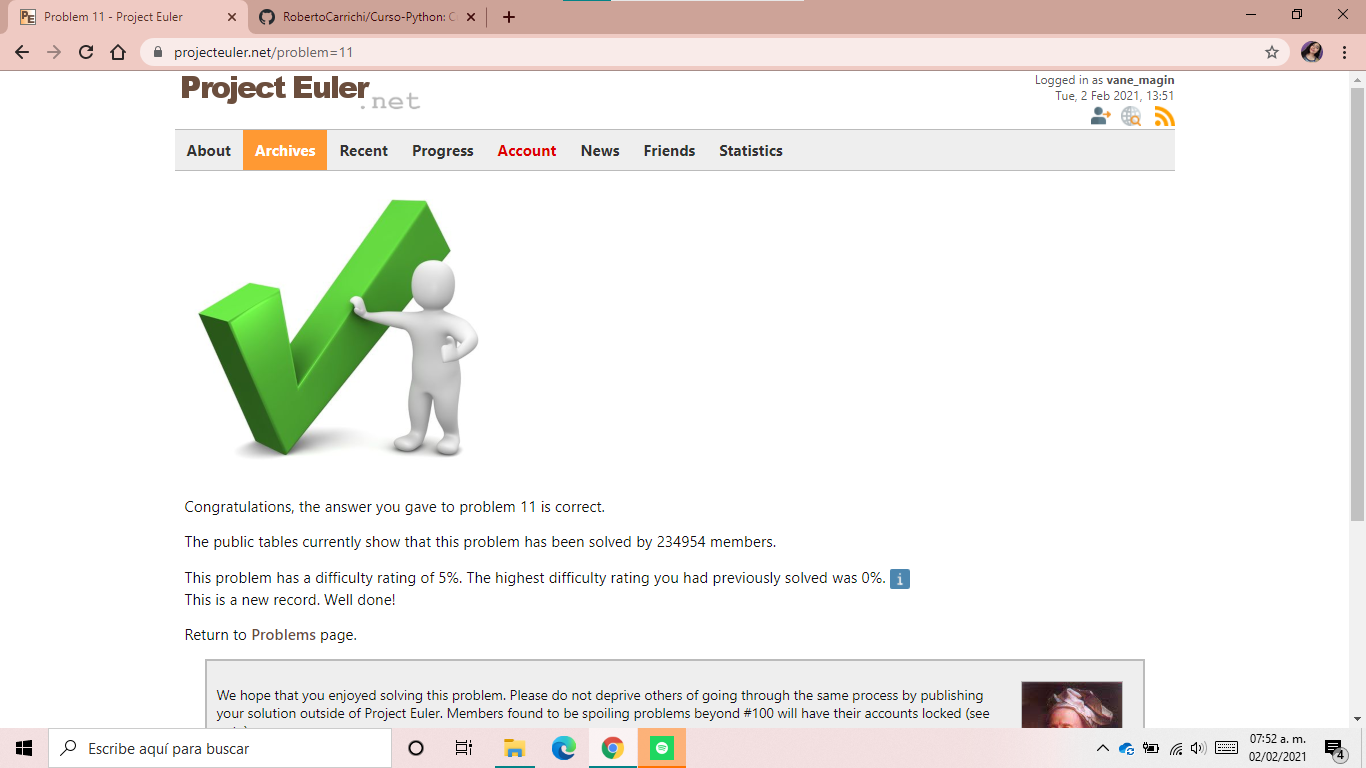 Problem 11 - Project Euler
RobertoCarrichi/Curso-Python: C
projecteuler.net/problem=11
Project Euler
.net
Logged in as vane_magin
Tue, 2 Feb 2021, 13:51
About Archives Recent Progress Account News Friends Statistics
Congratulations, the answer you gave to problem 11 is correct.
The public tables currently show that this problem has been solved by 234954 members.
This problem has a difficulty rating of 5%. The highest difficulty rating you had previously solved was 0%. i
This is a new record. Well done!
Return to Problems page.
We hope that you enjoyed solving this problem. Please do not deprive others of going through the same process by publishing
your solution outside of Project Euler. Members found to be spoiling problems beyond #100 will have their accounts locked (see
Escribe aquí para buscar
07:52 a. m.
02/02/2021
4